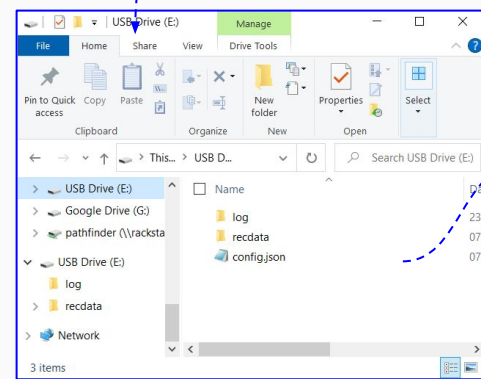 USB Drive (E:)
Manage
File
Home
Share
View
Drive Tools
Pin to Quick access
Copy
Paste
New folder
Properties
Select
Clipboard
Organize
New
Open
This... > USB D...
Search USB Drive (E:)
USB Drive (E:)
Google Drive (G:)
pathfinder (\\racksta
USB Drive (E:)
log
recdata
Network
Name
Da
log
23
recdata
07
config.json
07
3 items